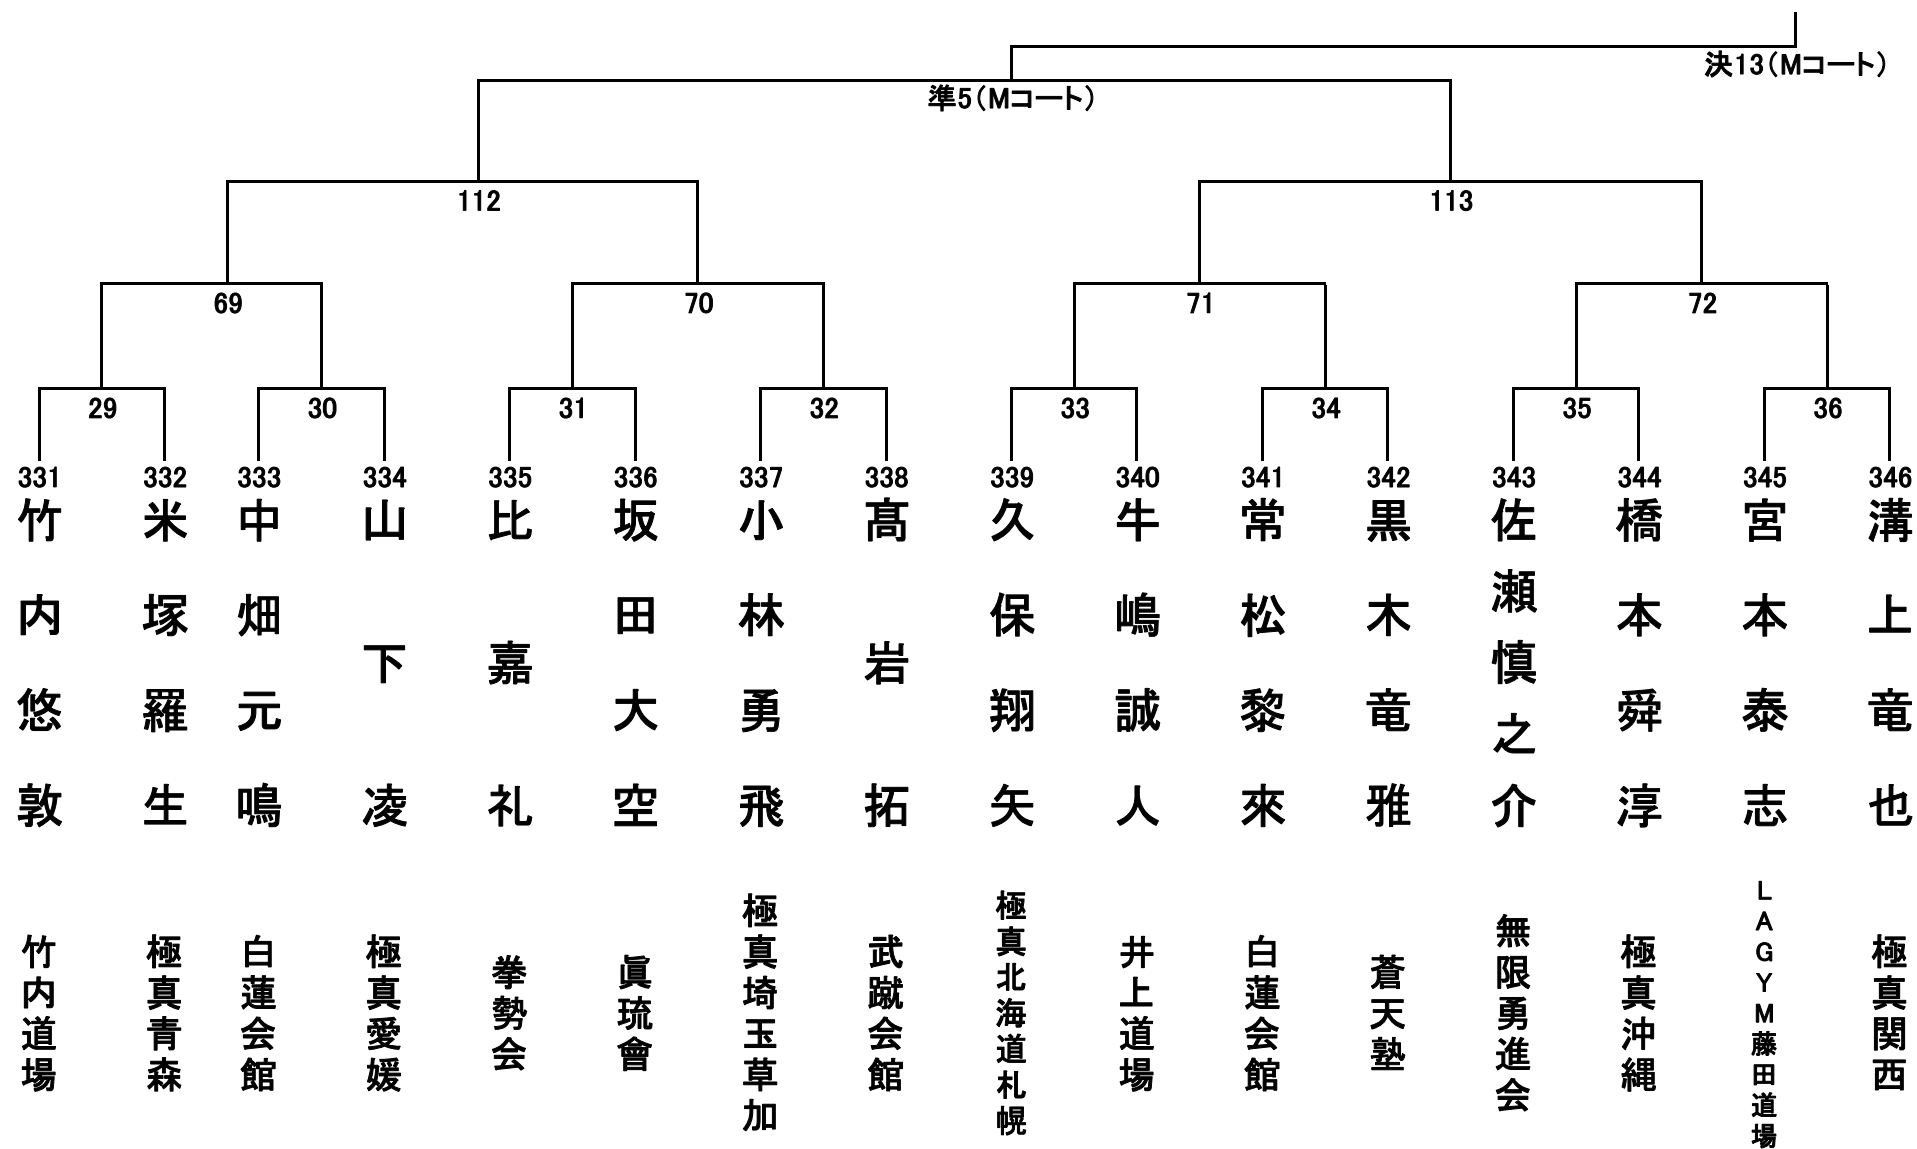 決13(Mコート)
準5(Mコート)
112
113
69
70
71
72
29
30
31
32
33
34
35
36
331
332
333
334
335
336
337
338
339
340
341
342
343
344
345
346
竹内悠敦
米塚羅生
中畑元鳴
山下凌
比嘉礼
坂田大空
小林勇飛
髙岩拓
久保翔矢
牛嶋誠人
常松黎來
黒木竜雅
佐瀬慎之介
橋本舜淳
宮本泰志
溝上竜也
竹内道場
極真青森
白蓮会館
極真愛媛
拳勢会
眞琉會
極真埼玉草加
武蹴会館
極真北海道札幌
井上道場
白蓮会館
蒼天塾
無限勇進会
極真沖縄
LAGYM藤田道場
極真関西